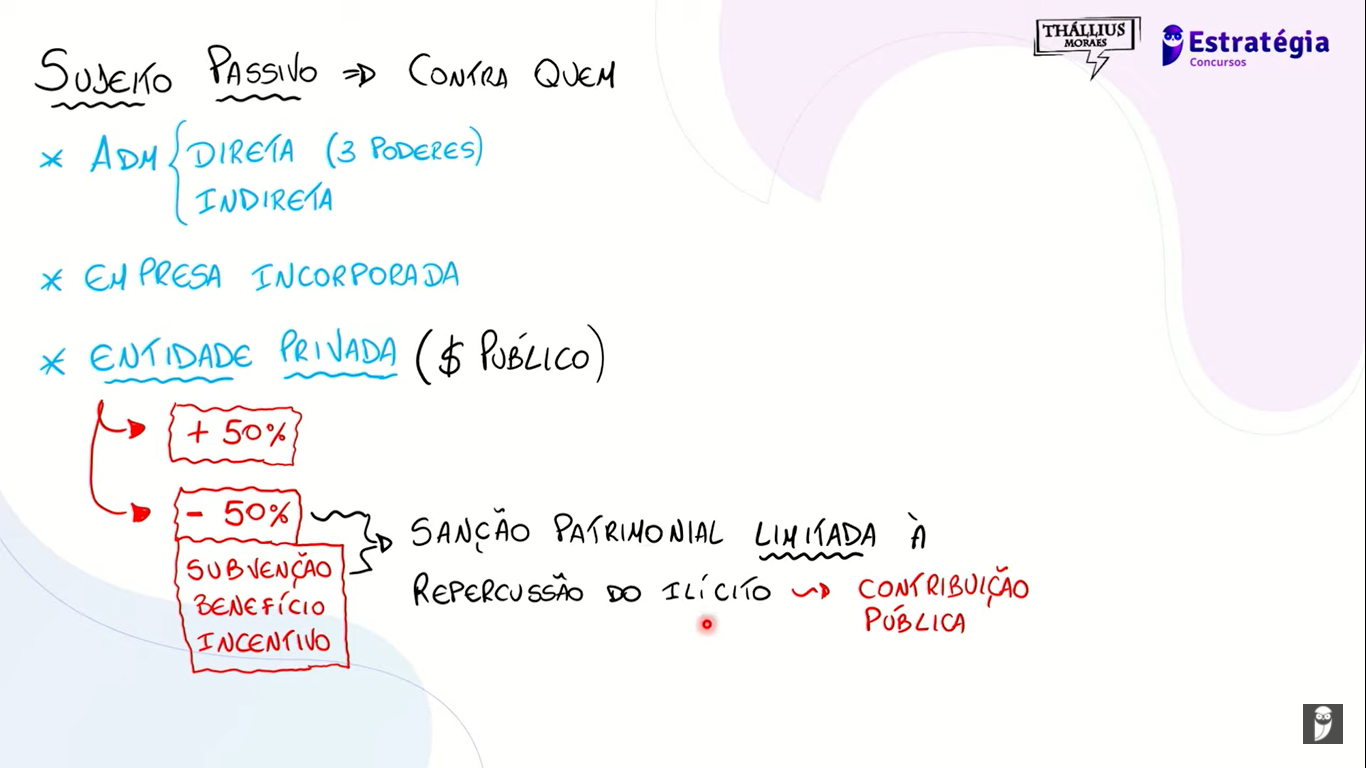 THÁLLIUS
MORAES
Estratégia
Concursos
SUJEITO PASSIVO => CONTRA QUEM
* ADM { DIRETA (3 PODERES)
INDIRETA
* EMPRESA INCORPORADA
* ENTIDADE PRIVADA ($ PÚBLICO)
+ 50%
- 50%
SUBVENÇÃO
BENEFÍCIO
INCENTIVO
SANÇÃO PATRIMONIAL LIMITADA À
REPERCUSSÃO DO ILÍCITO → CONTRIBUIÇÃO
PÚBLICA